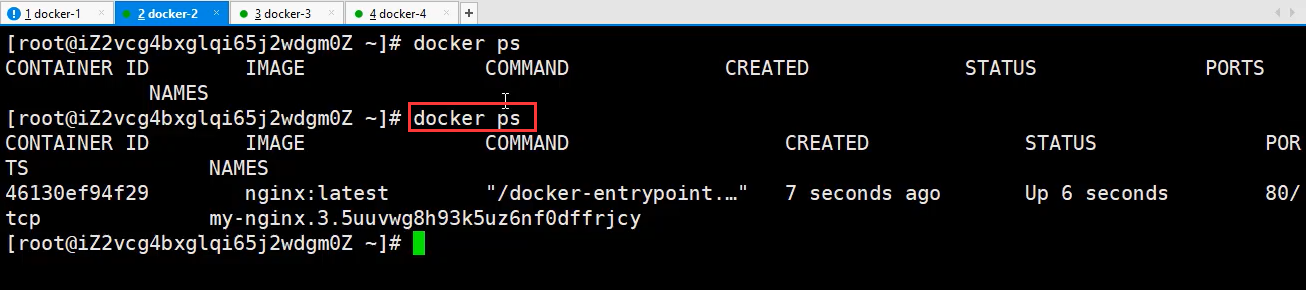 1 docker-1 2 docker-2 3 docker-3 4 docker-4
[root@iZ2vcg4bxglqi65j2wdgm0Z ~]# docker ps
CONTAINER ID IMAGE COMMAND CREATED STATUS PORTS
NAMES
[root@iZ2vcg4bxglqi65j2wdgm0Z ~]# docker ps
CONTAINER ID IMAGE COMMAND CREATED STATUS POR
TS NAMES
46130ef94f29 nginx:latest "/docker-entrypoint.…" 7 seconds ago Up 6 seconds 80/
tcp my-nginx.3.5uuvwg8h93k5uz6nf0dffrjcy
[root@iZ2vcg4bxglqi65j2wdgm0Z ~]#